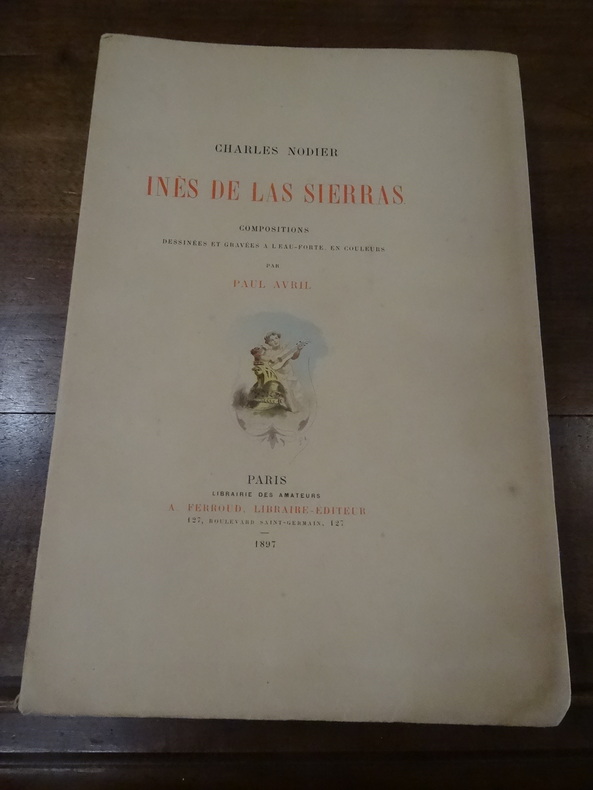 CHARLES NODIER
INÈS DE LAS SIERRAS
COMPOSITIONS
DESSINÉES ET GRAVÉES A L'EAU-FORTE, EN COULEURS
PAR
PAUL AVRIL
PARIS
LIBRAIRIE DES AMATEURS
A. FERROUD, LIBRAIRE-ÉDITEUR
127, BOULEVARD SAINT-GERMAIN, 127
1897